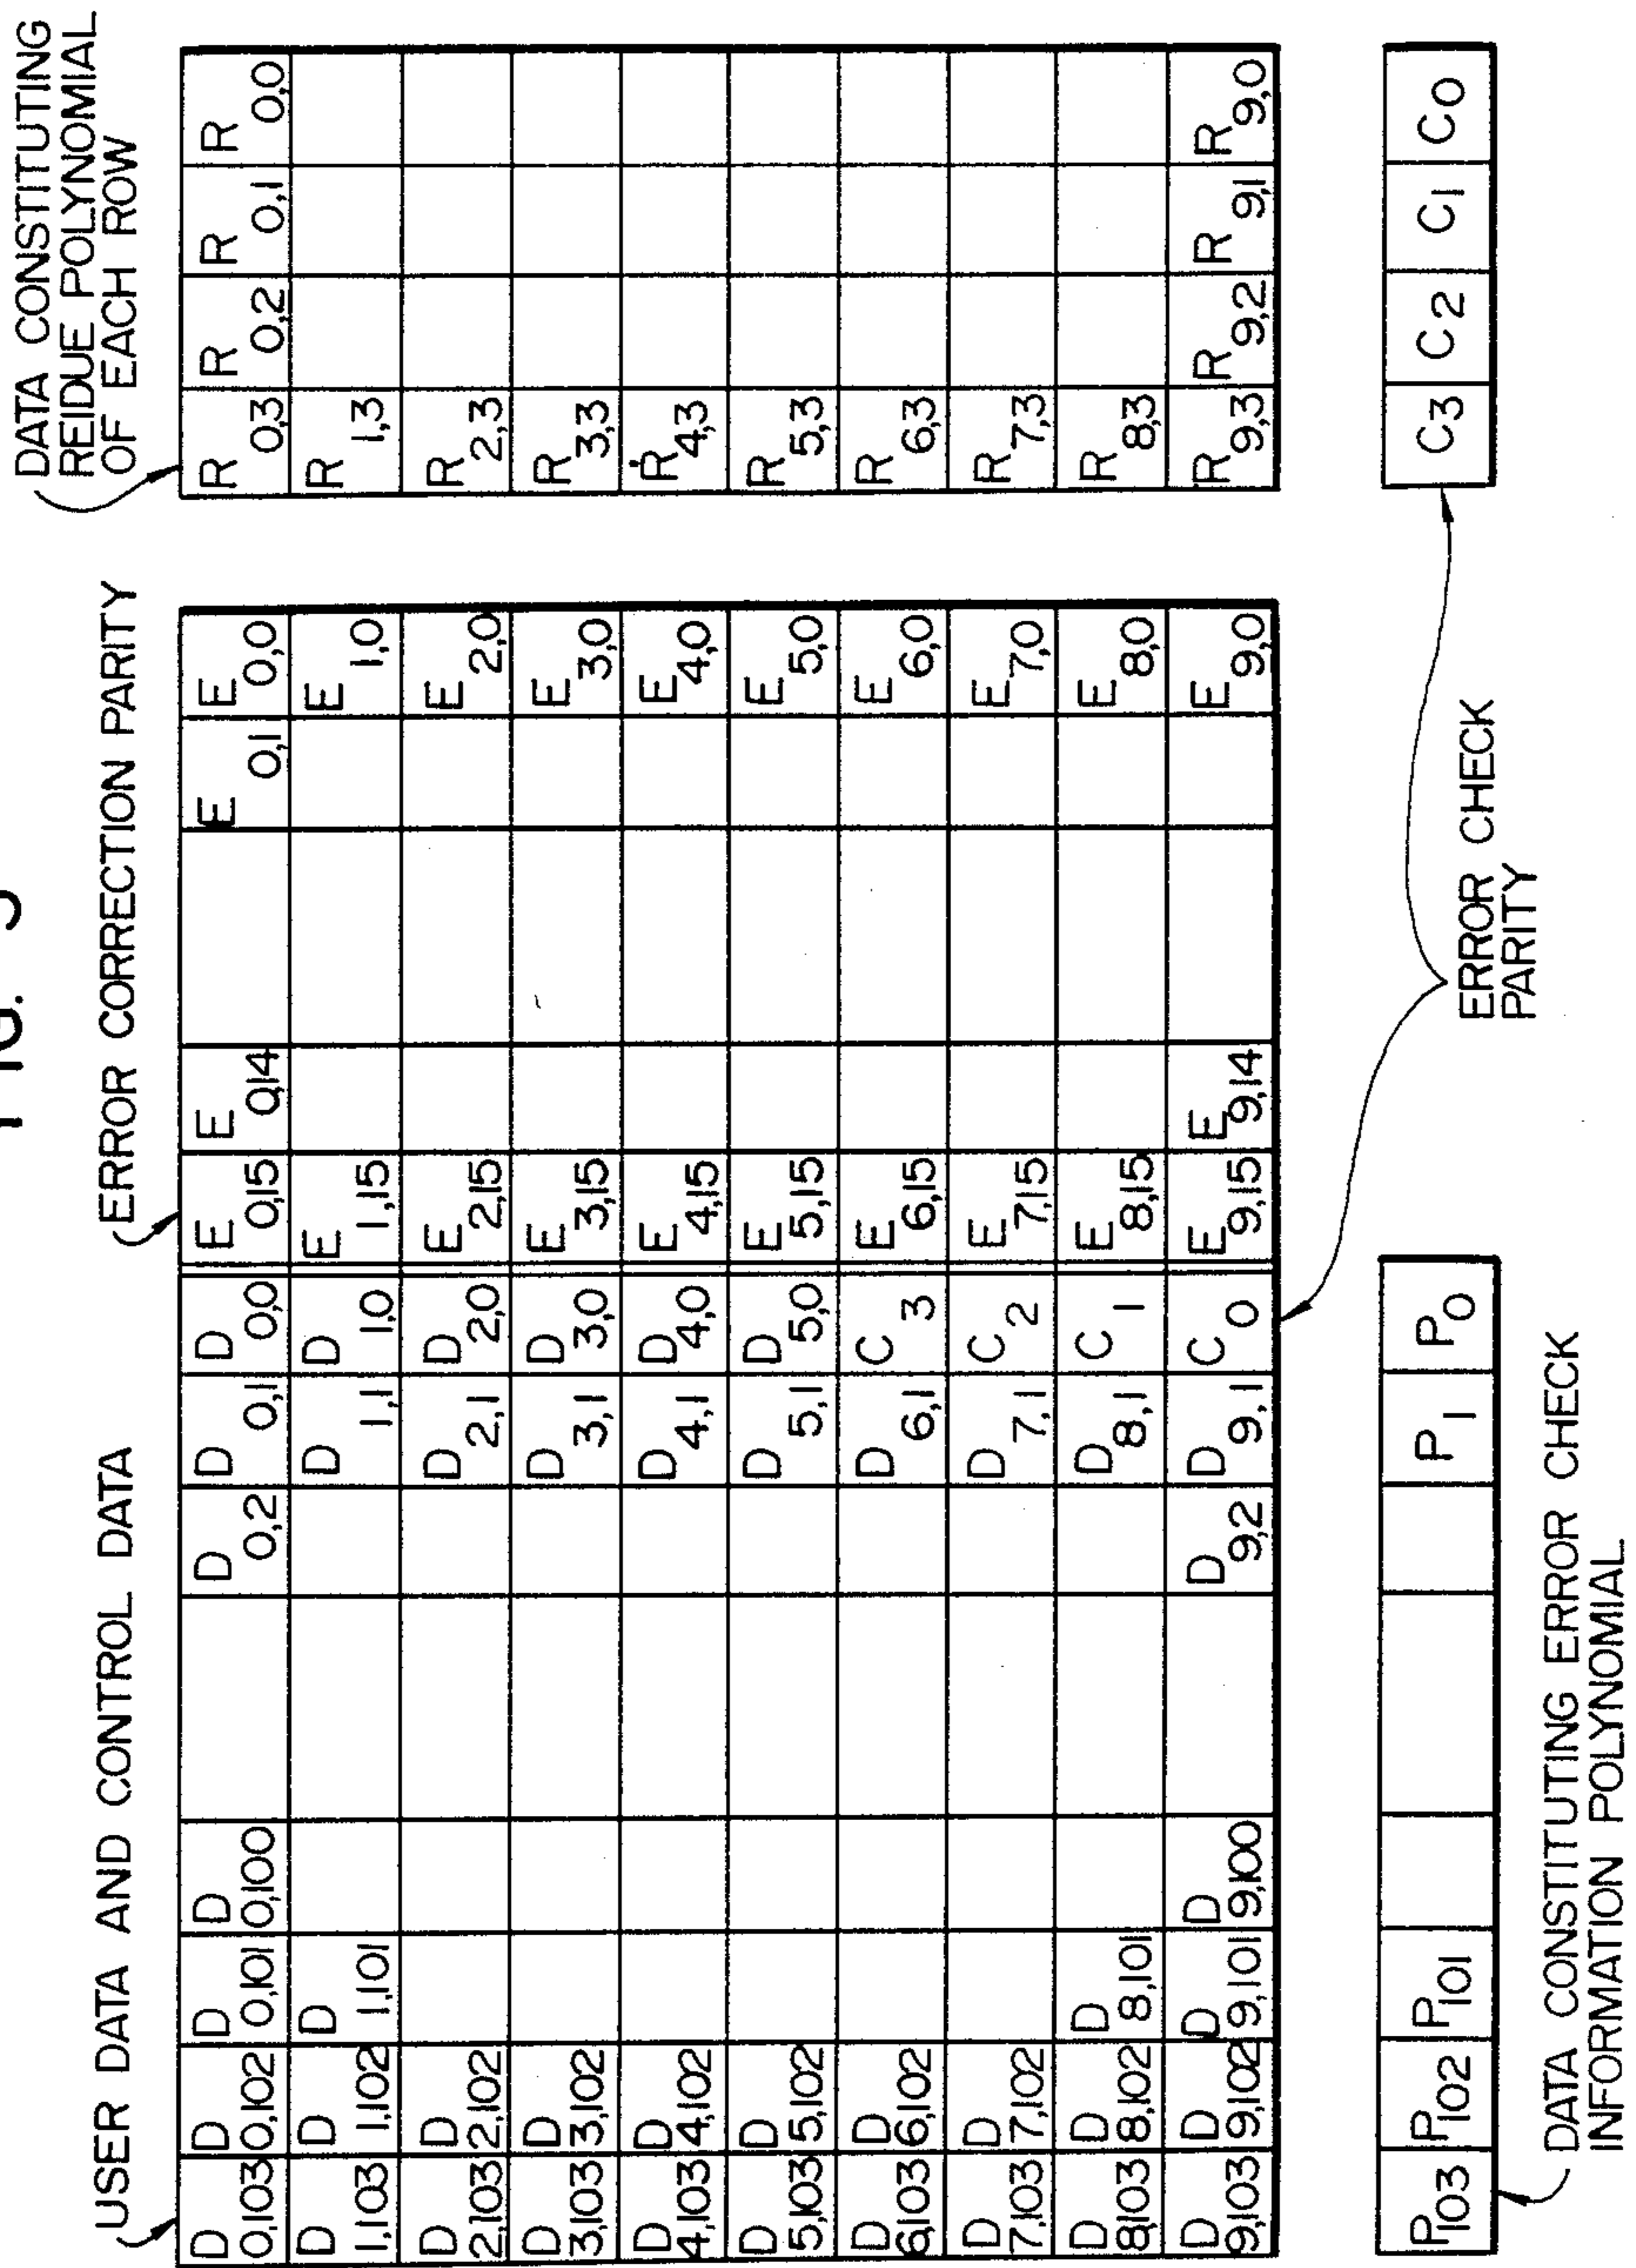 USER DATA AND CONTROL DATA
ERROR CORRECTION PARITY
DATA CONSTITUTING
REIDUE POLYNOMIAL
OF EACH ROW
D 0,103 D 0,102 D 0,101 D 0,100 D 0,2 D 0,1 D 0,0 E 0,15 E 0,14 E 0,1 E 0,0 R 0,3 R 0,2 R 0,1 R 0,0
D 1,103 D 1,102 D 1,101 D 1,1 D 1,0 E 1,15 E 1,0 R 1,3
D 2,103 D 2,102 D 2,1 D 2,0 E 2,15 E 2,0 R 2,3
D 3,103 D 3,102 D 3,1 D 3,0 E 3,15 E 3,0 R 3,3
D 4,103 D 4,102 D 4,1 D 4,0 E 4,15 E 4,0 R 4,3
D 5,103 D 5,102 D 5,1 D 5,0 E 5,15 E 5,0 R 5,3
D 6,103 D 6,102 D 6,1 C 3 E 6,15 E 6,0 R 6,3
D 7,103 D 7,102 D 7,1 C 2 E 7,15 E 7,0 R 7,3
D 8,103 D 8,102 D 8,101 D 8,1 C 1 E 8,15 E 8,0 R 8,3
D 9,103 D 9,102 D 9,101 D 9,100 D 9,2 D 9,1 C 0 E 9,15 E 9,14 E 9,0 R 9,3 R 9,2 R 9,1 R 9,0
P103 P102 P101 P1 P0 C3 C2 C1 C0
DATA CONSTITUTING ERROR CHECK
INFORMATION POLYNOMIAL
ERROR CHECK
PARITY